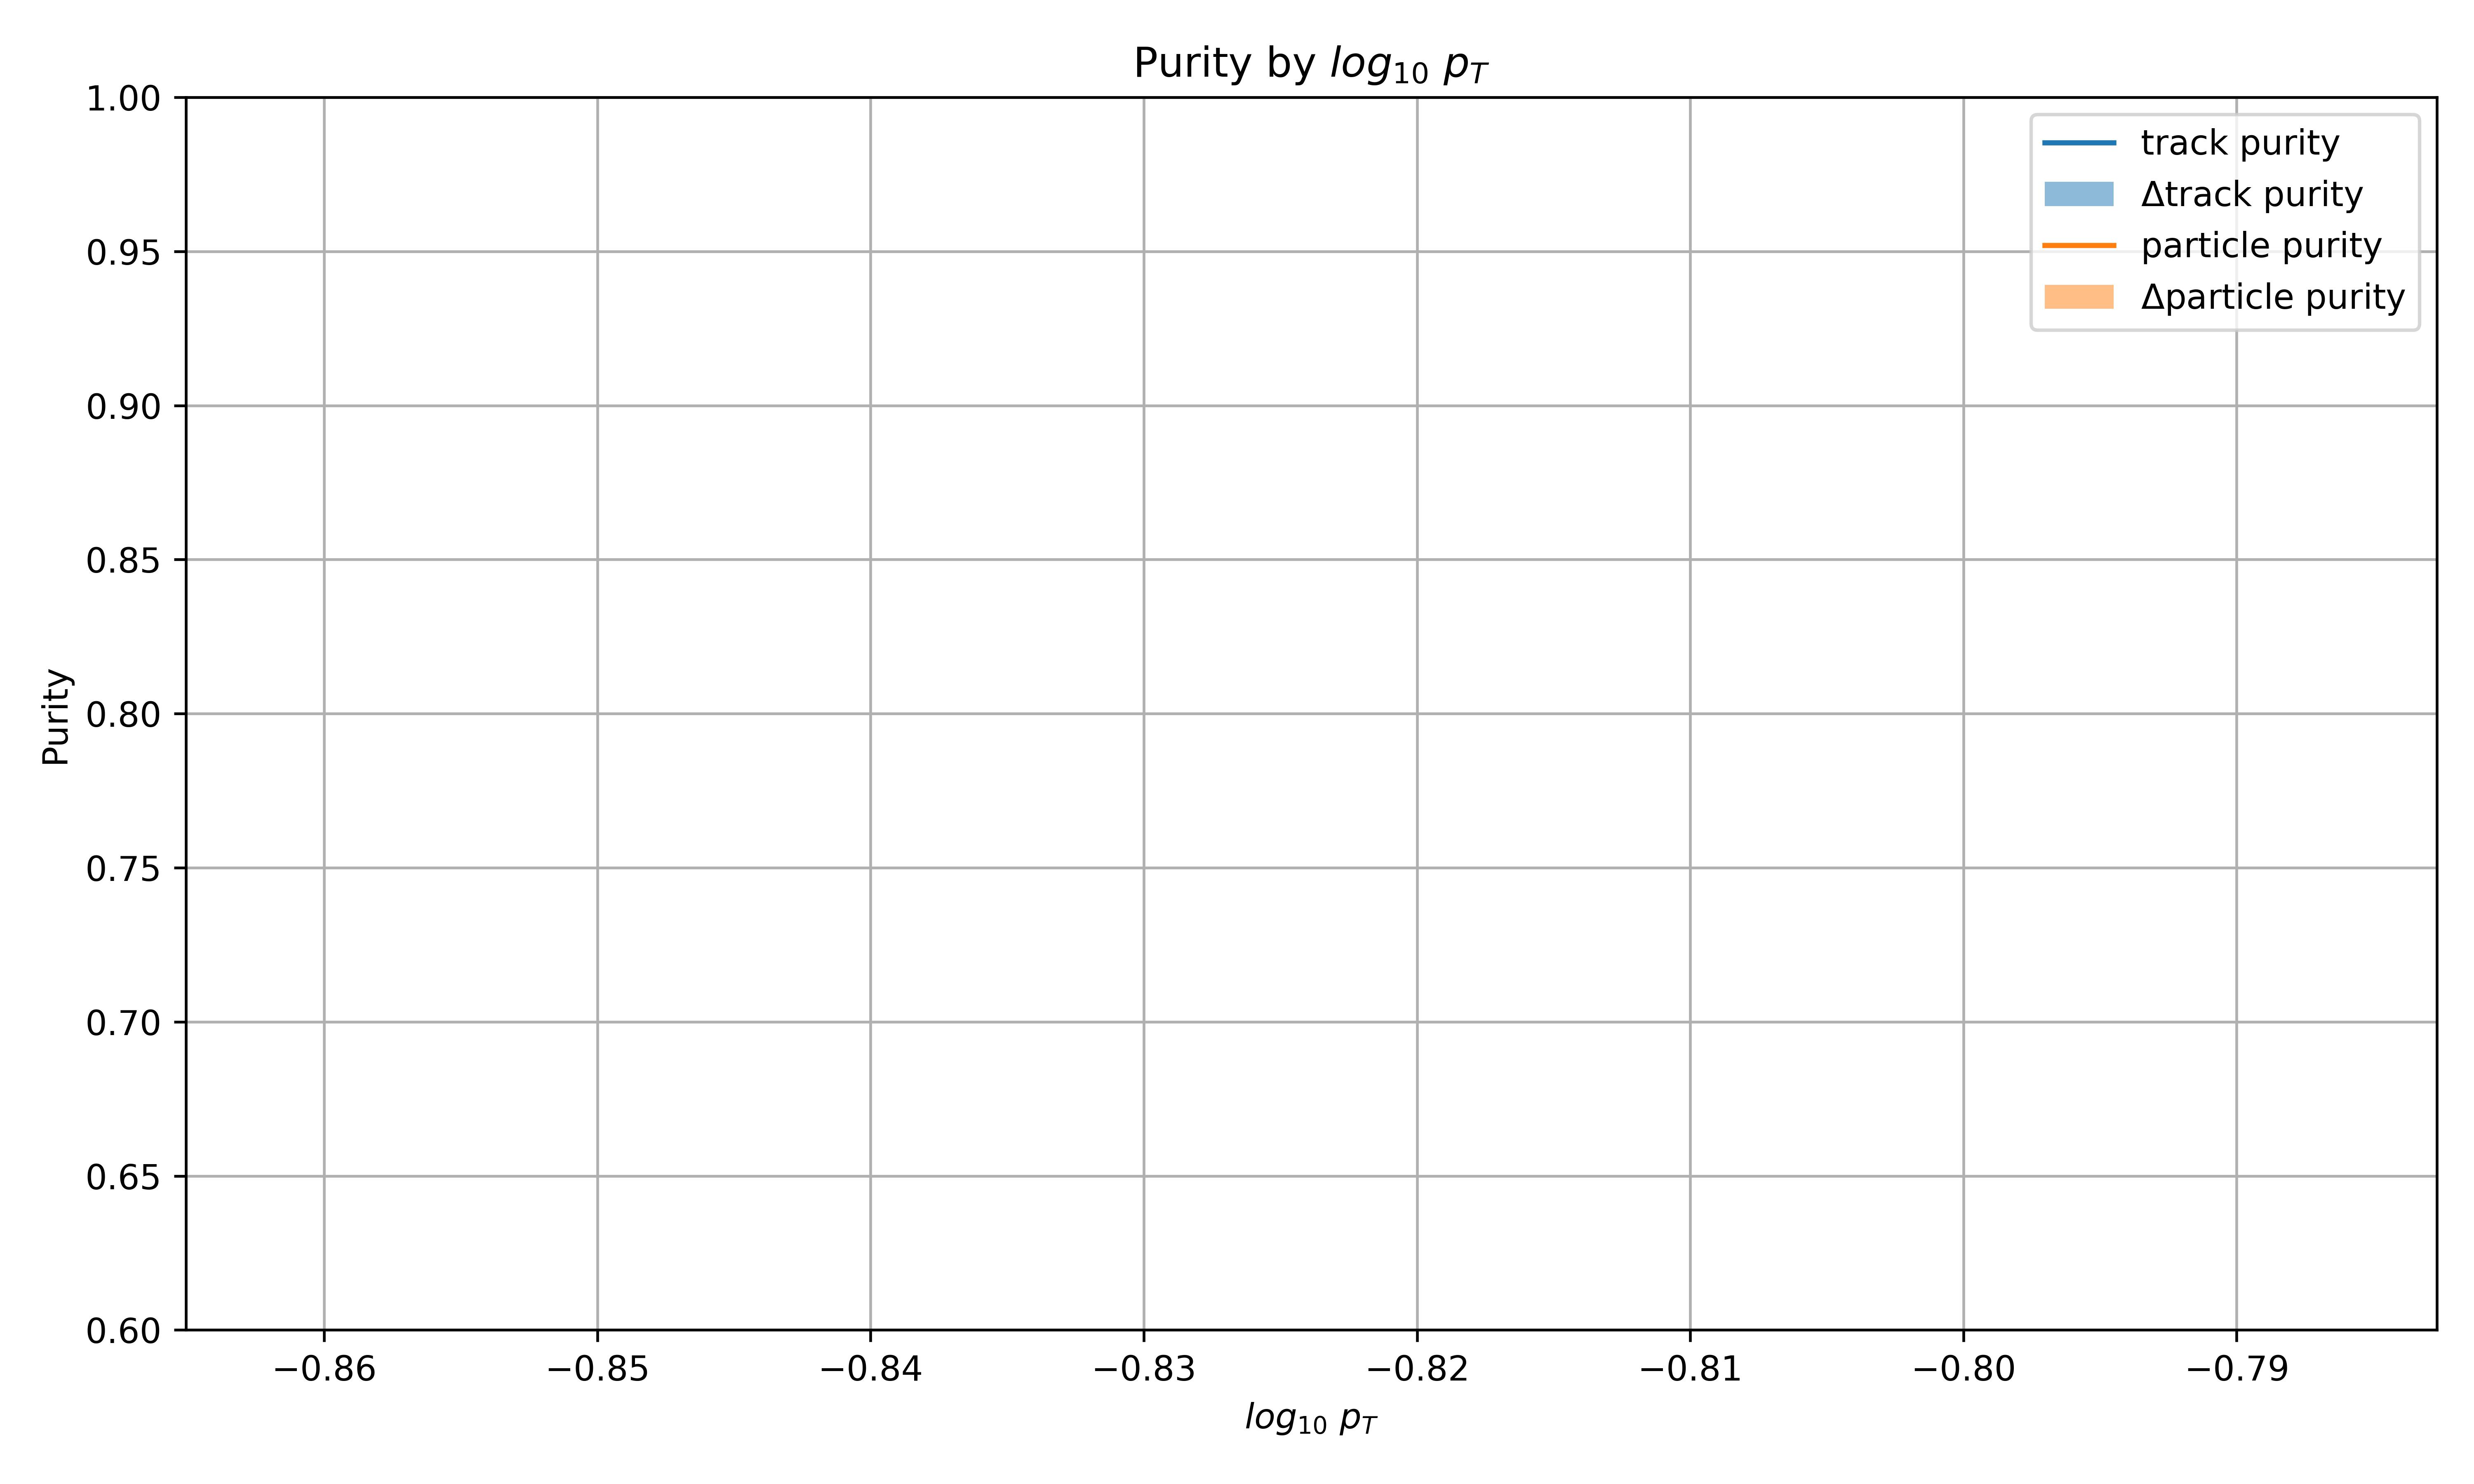 Purity by log₁₀ p_T
1.00
0.95
0.90
0.85
0.80
0.75
0.70
0.65
0.60
Purity
track purity
Δtrack purity
particle purity
Δparticle purity
−0.86 −0.85 −0.84 −0.83 −0.82 −0.81 −0.80 −0.79
log₁₀ p_T